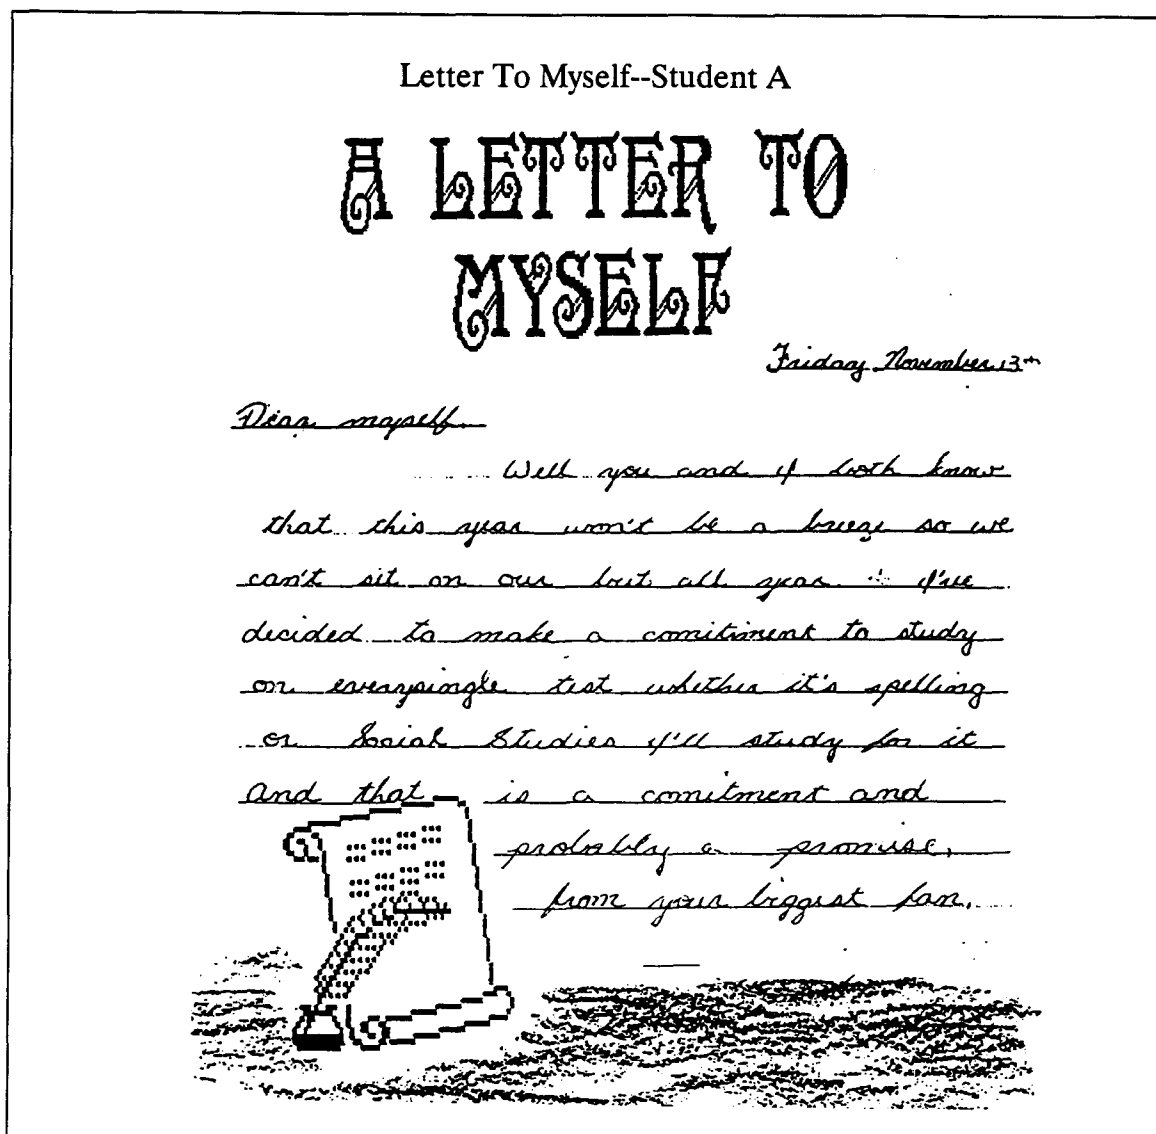 Letter To Myself--Student A
A LETTER TO
MYSELF
Friday November 13th
Dear myself.
Well you and I both know
that this year won't be a breeze so we
can't sit on our but all year. I've
decided to make a comitiment to study
on everysingle test whether it's spelling
or Social Studies I'll study for it
and that is a comitment and
probably a promise,
from your biggest fan.